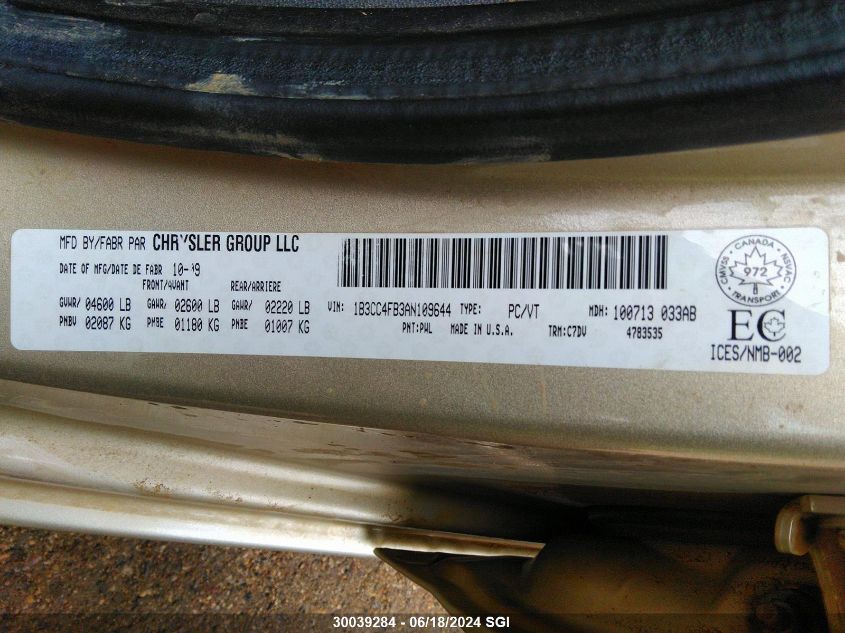 MFD BY/FABR PAR CHRYSLER GROUP LLC
DATE OF MFG/DATE DE FABR
FRONT/AVANT REAR/ARRIERE
GVWR/ 04600 LB GAWR/ 02600 LB GAWR/ 02220 LB
PNBV 02087 KG PMBE 01180 KG PNBE 01007 KG
VIN: 1B3CC4FB3AN109644 TYPE: PC/VT MDH: 100713 033AB
PNT:PWL MADE IN U.S.A. TRM:C7DV 4783535
CMVSS CANADA NSVAC
972
TRANSPORT
EC
ICES/NMB-002
30039284 - 06/18/2024 SGI